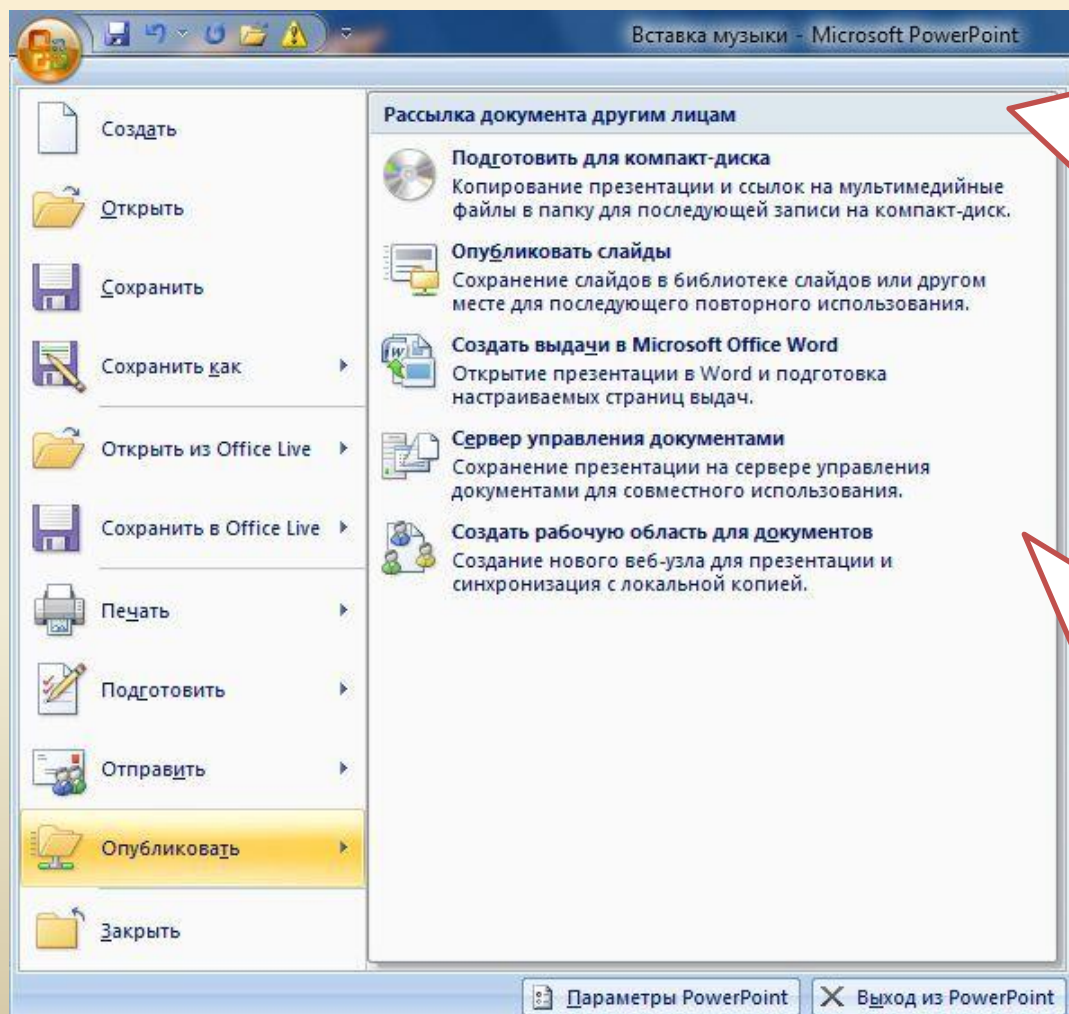 Вставка музыки - Microsoft PowerPoint
Создать
Открыть
Сохранить
Сохранить как
Открыть из Office Live
Сохранить в Office Live
Печать
Подготовить
Отправить
Опубликовать
Закрыть
Рассылка документа другим лицам
Подготовить для компакт-диска
Копирование презентации и ссылок на мультимедийные
файлы в папку для последующей записи на компакт-диск.
Опубликовать слайды
Сохранение слайдов в библиотеке слайдов или другом
месте для последующего повторного использования.
Создать выдачи в Microsoft Office Word
Открытие презентации в Word и подготовка
настраиваемых страниц выдач.
Сервер управления документами
Сохранение презентации на сервере управления
документами для совместного использования.
Создать рабочую область для документов
Создание нового веб-узла для презентации и
синхронизация с локальной копией.
Параметры PowerPoint
Выход из PowerPoint